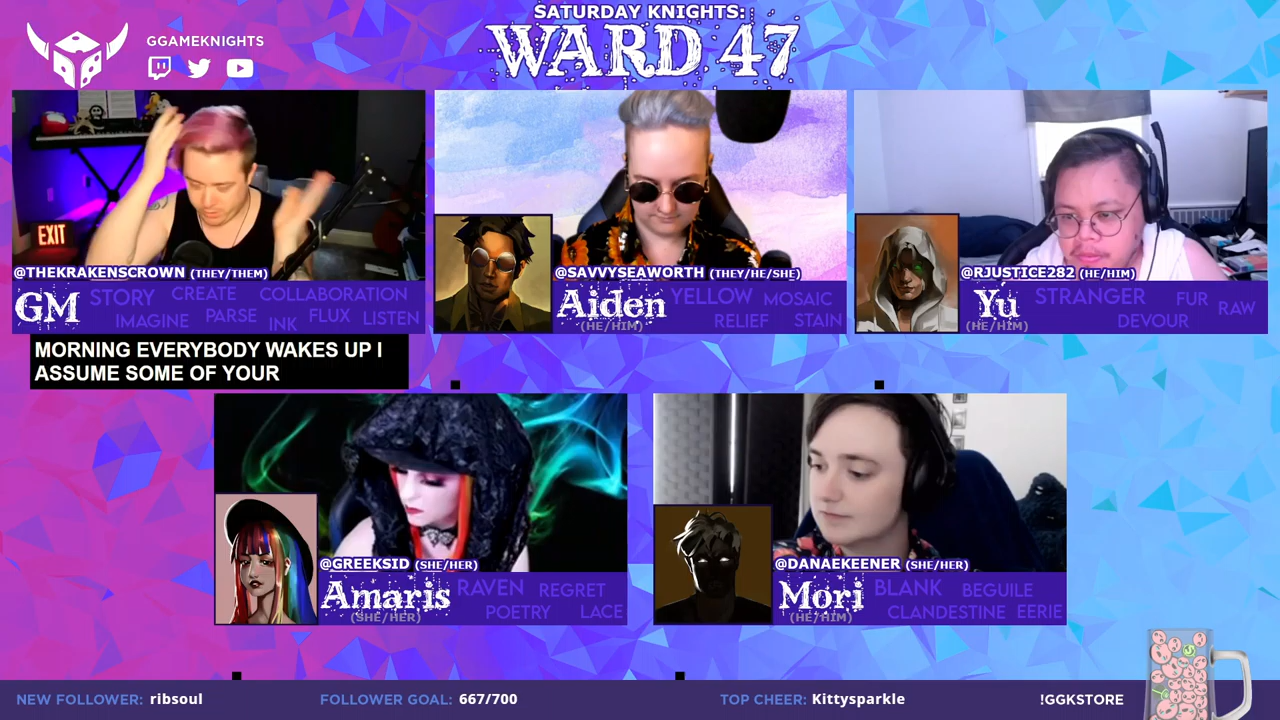 SATURDAY KNIGHTS:
WARD 47
GGAMEKNIGHTS
EXIT
@THEKRAKENSCROWN (THEY/THEM)
GM STORY CREATE COLLABORATION
IMAGINE PARSE INK FLUX LISTEN
@SAVVYSEAWORTH (THEY/HE/SHE)
Aiden YELLOW MOSAIC
(HE/HIM) RELIEF STAIN
@RJUSTICE282 (HE/HIM)
Yu STRANGER FUR RAW
(HE/HIM) DEVOUR
MORNING EVERYBODY WAKES UP I
ASSUME SOME OF YOUR
@GREEKSID (SHE/HER)
Amaris RAVEN REGRET
(SHE/HER) POETRY LACE
@DANAEKEENER (SHE/HER)
Mori BLANK BEGUILE
(HE/HIM) CLANDESTINE EERIE
NEW FOLLOWER: ribsoul FOLLOWER GOAL: 667/700 TOP CHEER: Kittysparkle !GGKSTORE